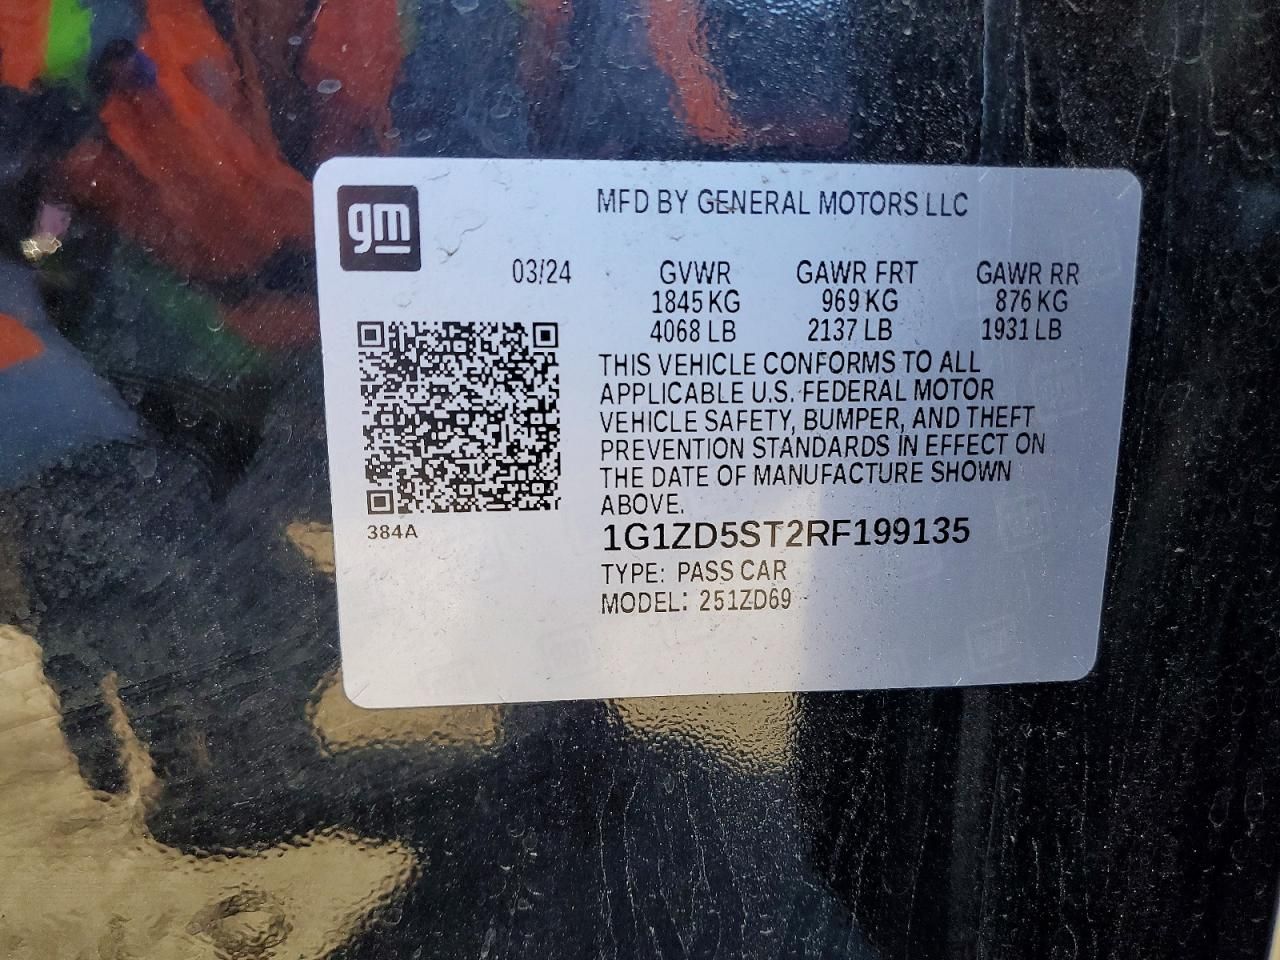 gm
MFD BY GENERAL MOTORS LLC
03/24 GVWR GAWR FRT GAWR RR
1845 KG 969 KG 876 KG
4068 LB 2137 LB 1931 LB
THIS VEHICLE CONFORMS TO ALL
APPLICABLE U.S. FEDERAL MOTOR
VEHICLE SAFETY, BUMPER, AND THEFT
PREVENTION STANDARDS IN EFFECT ON
THE DATE OF MANUFACTURE SHOWN
ABOVE.
384A
1G1ZD5ST2RF199135
TYPE: PASS CAR
MODEL: 251ZD69